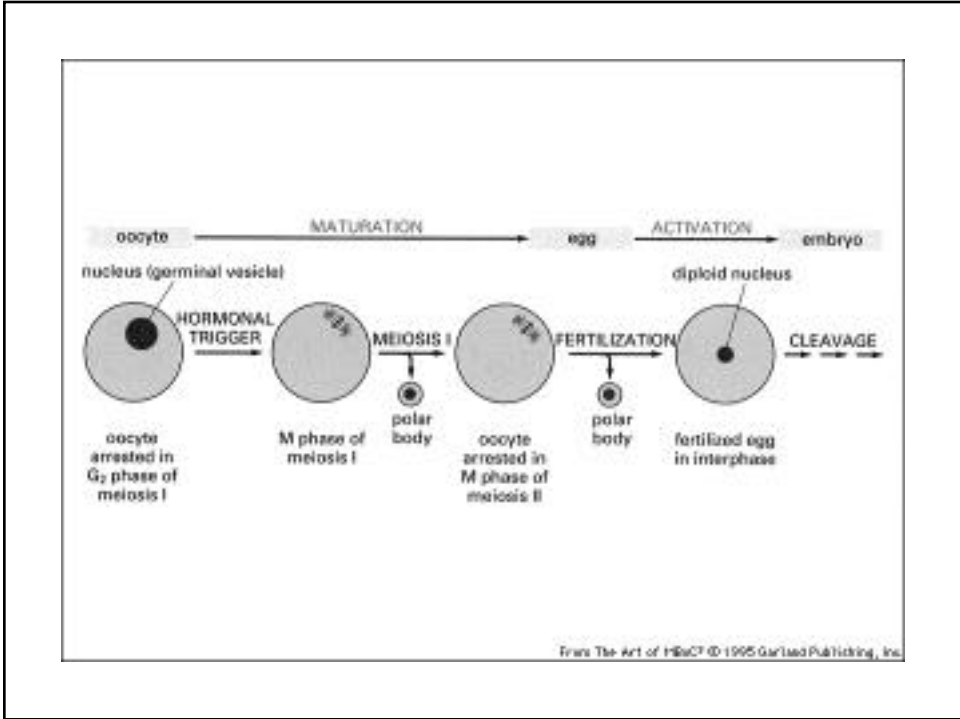 MATURATION
ACTIVATION
oocyte
egg
embryo
nucleus (germinal vesicle)
diploid nucleus
HORMONAL
TRIGGER
MEIOSIS I
FERTILIZATION
CLEAVAGE
polar
body
polar
body
oocyte
arrested in
G₂ phase of
meiosis I
M phase of
meiosis I
oocyte
arrested in
M phase of
meiosis II
fertilized egg
in interphase
From The Art of MBoC³ © 1995 Garland Publishing, Inc.